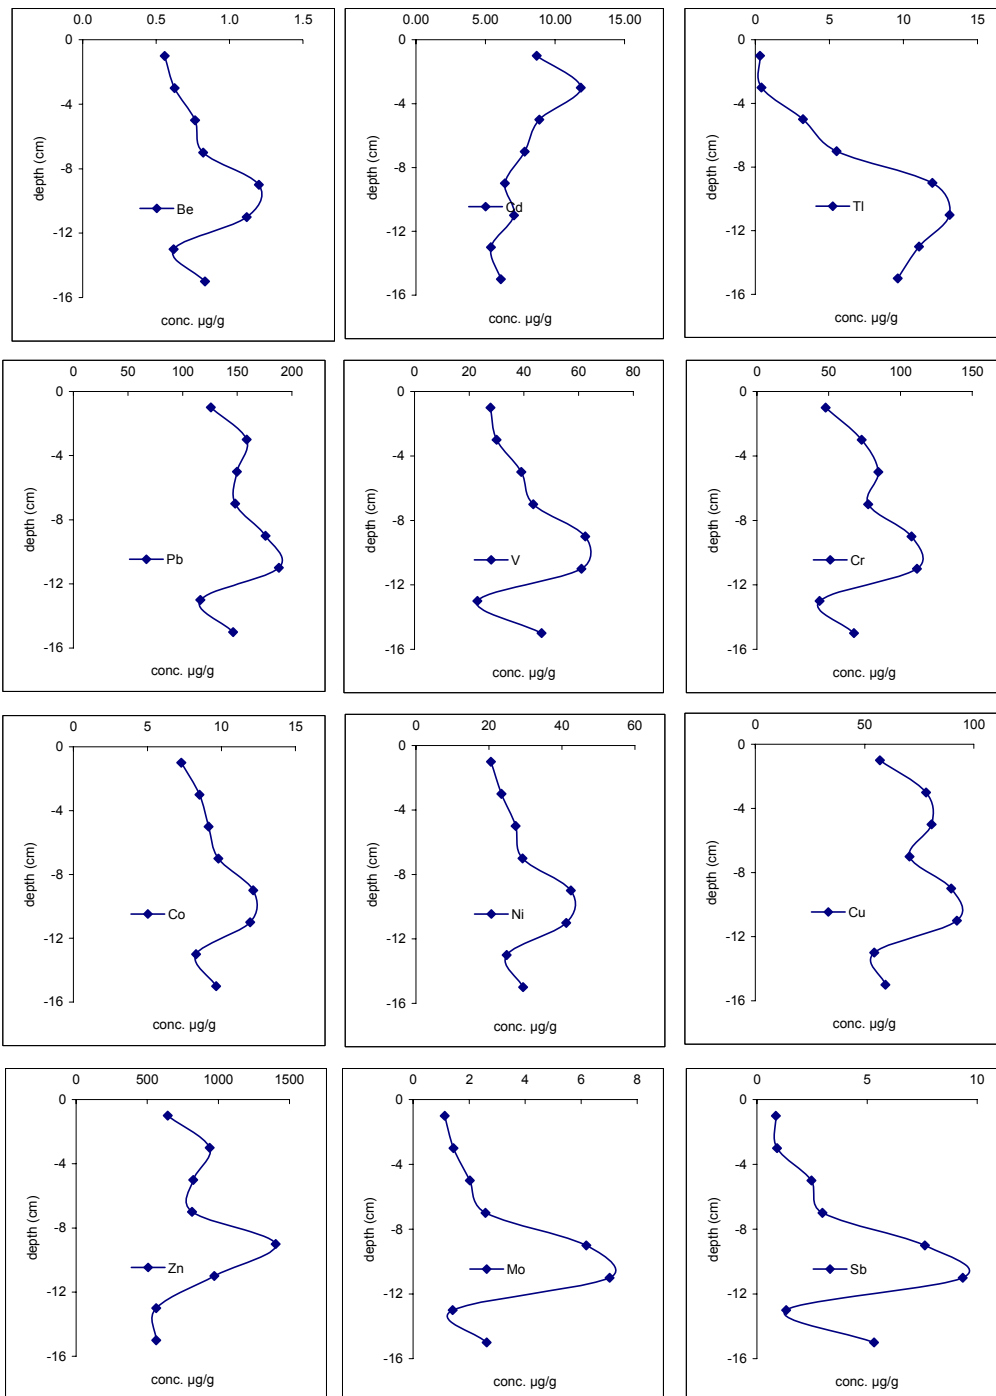 0.0 0.5 1.0 1.5
0
-4
-8
-12
-16
depth (cm)
Be
conc. µg/g
0.00 5.00 10.00 15.00
0
-4
-8
-12
-16
depth (cm)
Cd
conc. µg/g
0 5 10 15
0
-4
-8
-12
-16
depth (cm)
Tl
conc. µg/g
0 50 100 150 200
0
-4
-8
-12
-16
depth (cm)
Pb
conc. µg/g
0 20 40 60 80
0
-4
-8
-12
-16
depth (cm)
V
conc. µg/g
0 50 100 150
0
-4
-8
-12
-16
depth (cm)
Cr
conc. µg/g
0 5 10 15
0
-4
-8
-12
-16
depth (cm)
Co
conc. µg/g
0 20 40 60
0
-4
-8
-12
-16
depth (cm)
Ni
conc. µg/g
0 50 100
0
-4
-8
-12
-16
depth (cm)
Cu
conc. µg/g
0 500 1000 1500
0
-4
-8
-12
-16
depth (cm)
Zn
conc. µg/g
0 2 4 6 8
0
-4
-8
-12
-16
depth (cm)
Mo
conc. µg/g
0 5 10
0
-4
-8
-12
-16
depth (cm)
Sb
conc. µg/g